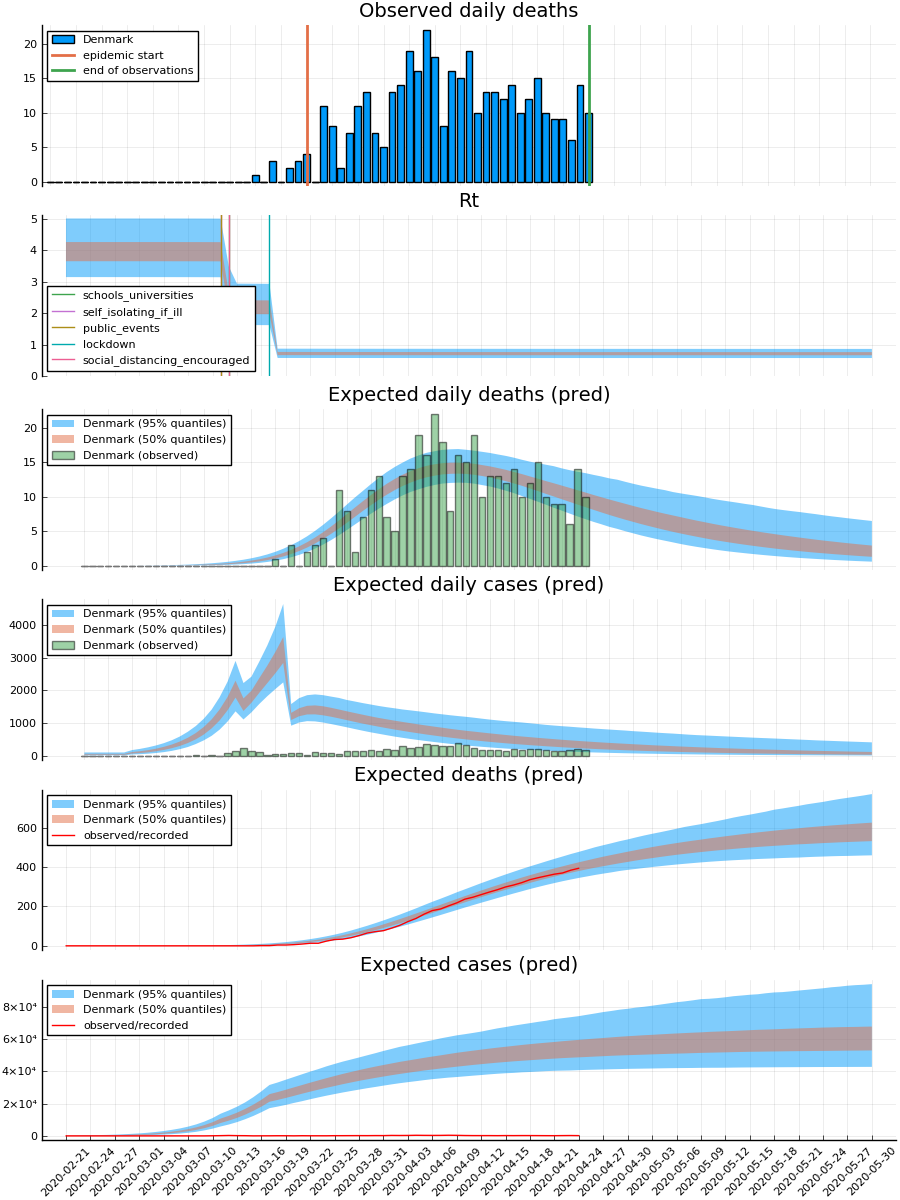 Observed daily deaths
20
15
10
5
0
Denmark
epidemic start
end of observations
Rt
5
4
3
2
1
0
schools_universities
self_isolating_if_ill
public_events
lockdown
social_distancing_encouraged
Expected daily deaths (pred)
20
15
10
5
0
Denmark (95% quantiles)
Denmark (50% quantiles)
Denmark (observed)
Expected daily cases (pred)
4000
3000
2000
1000
0
Denmark (95% quantiles)
Denmark (50% quantiles)
Denmark (observed)
Expected deaths (pred)
600
400
200
0
Denmark (95% quantiles)
Denmark (50% quantiles)
observed/recorded
Expected cases (pred)
8×10⁴
6×10⁴
4×10⁴
2×10⁴
0
Denmark (95% quantiles)
Denmark (50% quantiles)
observed/recorded
2020-02-21
2020-02-24
2020-02-27
2020-03-01
2020-03-04
2020-03-07
2020-03-10
2020-03-13
2020-03-16
2020-03-19
2020-03-22
2020-03-25
2020-03-28
2020-03-31
2020-04-03
2020-04-06
2020-04-09
2020-04-12
2020-04-15
2020-04-18
2020-04-21
2020-04-24
2020-04-27
2020-04-30
2020-05-03
2020-05-06
2020-05-09
2020-05-12
2020-05-15
2020-05-18
2020-05-21
2020-05-24
2020-05-27
2020-05-30